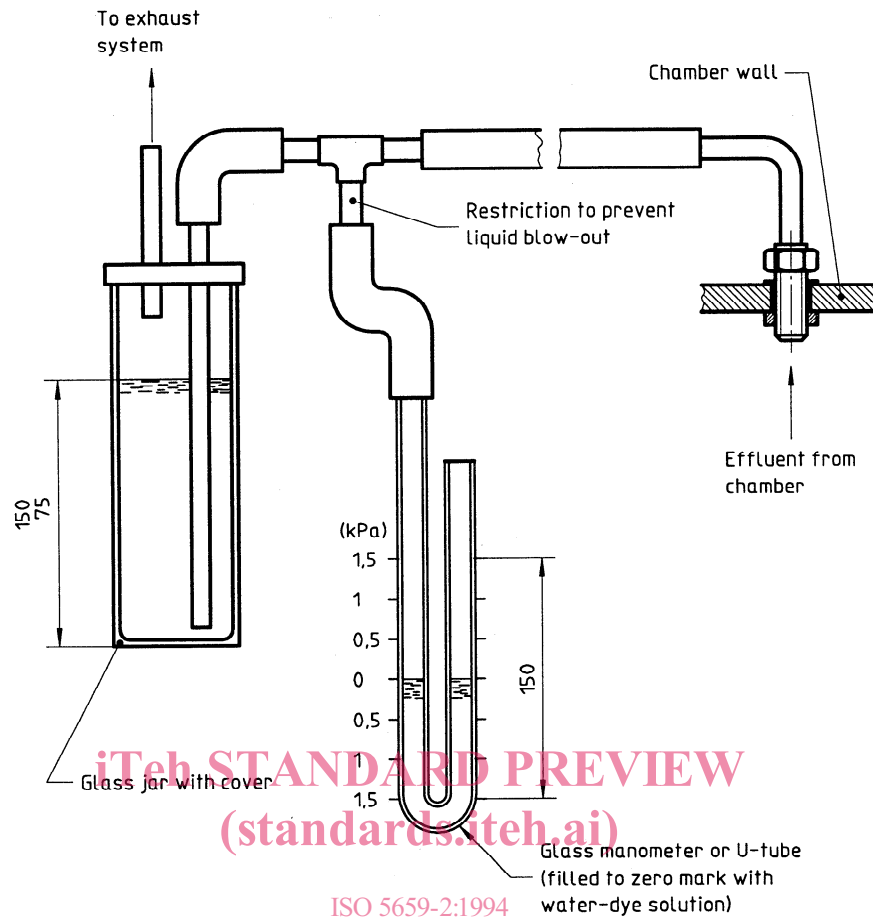 To exhaust
system
Chamber wall
Restriction to prevent
liquid blow-out
Effluent from
chamber
150
75
(kPa)
1,5
1
0,5
0
0,5
1
1,5
150
Glass jar with cover
iTeh STANDARD PREVIEW
(standards.iteh.ai)
Glass manometer or U-tube
(filled to zero mark with
water-dye solution)
ISO 5659-2:1994